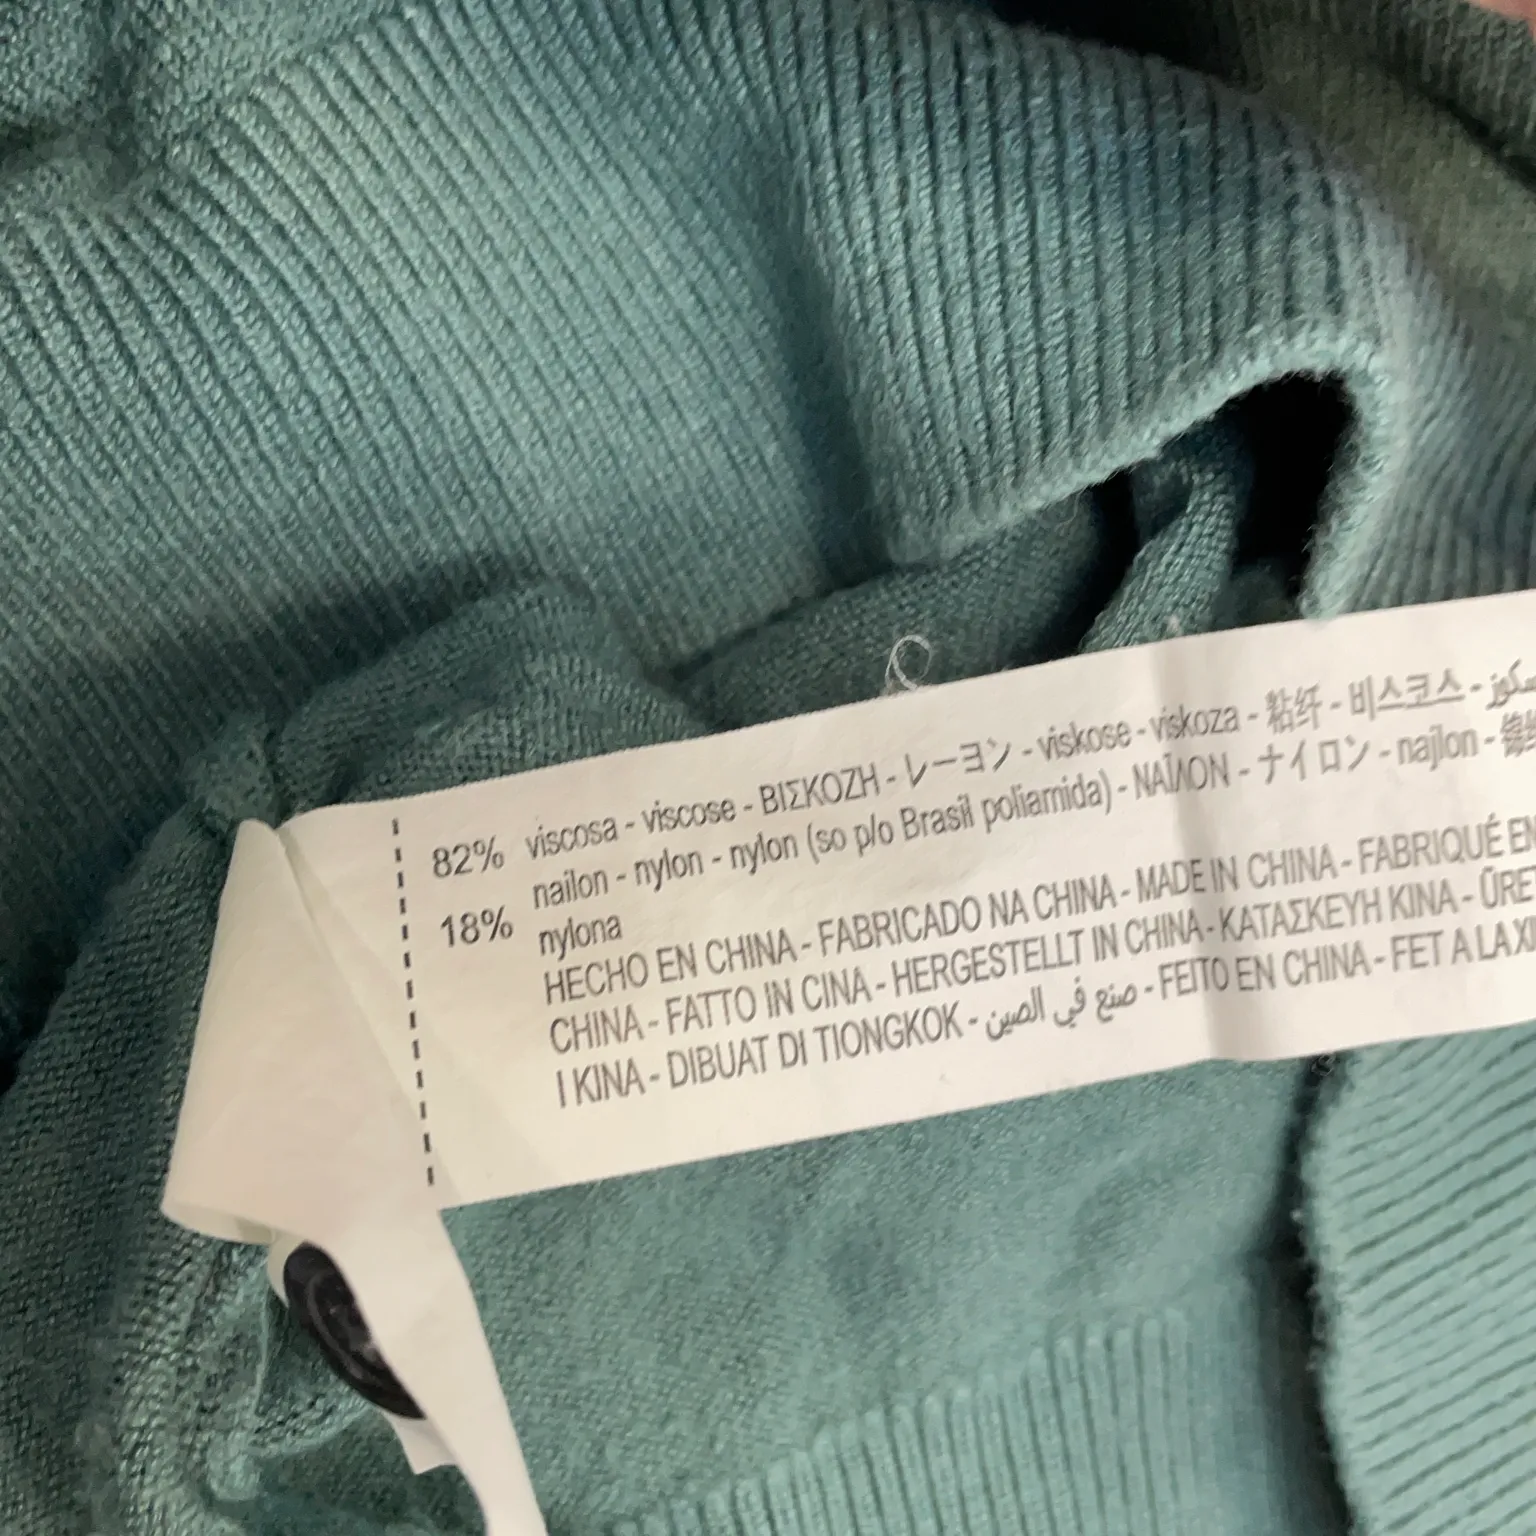 82% viscosa - viscose - ΒΙΣΚΟΖΗ - レーヨン - viskose - viskoza - 粘纤 - 비스코스 -
18% nailon - nylon - nylon (so p/o Brasil poliamida) - ΝΑΪΛΟΝ - ナイロン - najlon -
nylona
HECHO EN CHINA - FABRICADO NA CHINA - MADE IN CHINA - FABRIQUÉ EN
CHINA - FATTO IN CINA - HERGESTELLT IN CHINA - ΚΑΤΑΣΚΕΥΗ ΚΙΝΑ -
I KINA - DIBUAT DI TIONGKOK - صنع في الصين - FEITO EN CHINA - FET A LA